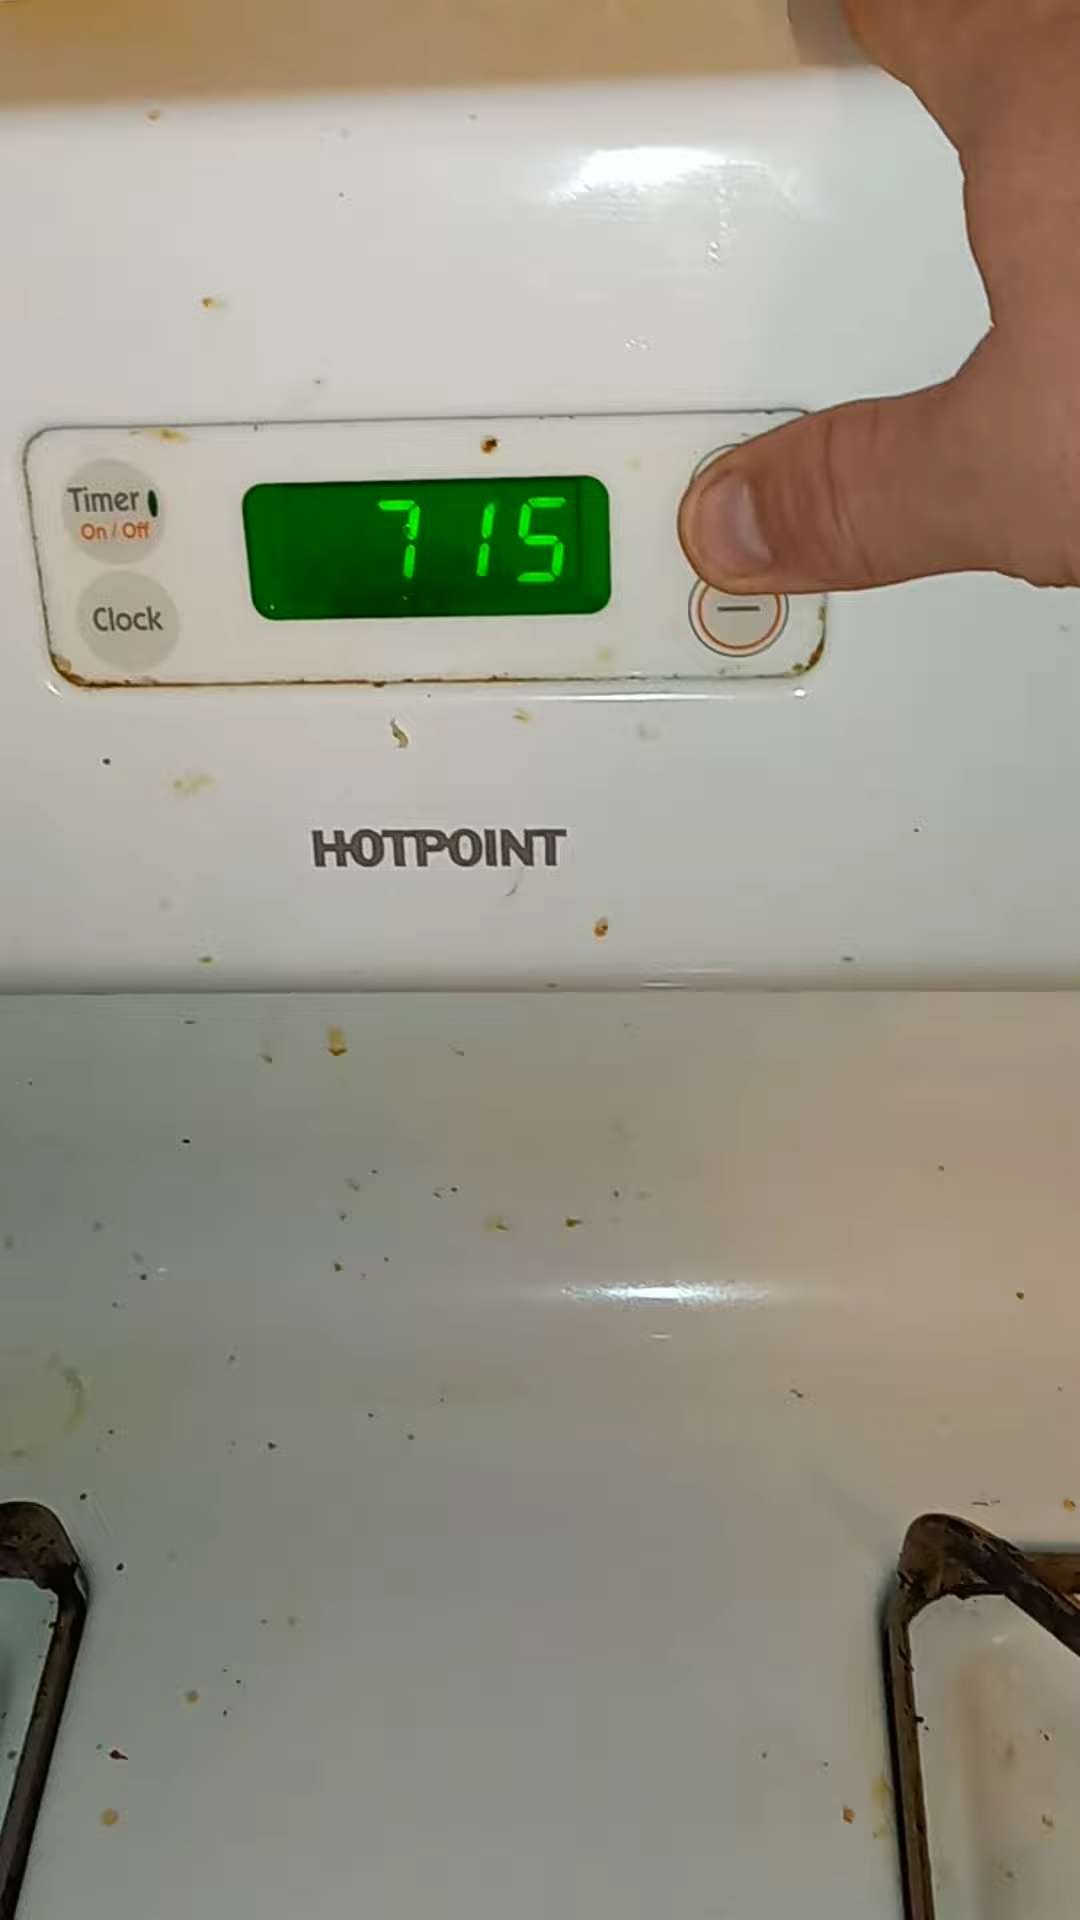 Timer
On / Off
715
Clock
—
HOTPOINT